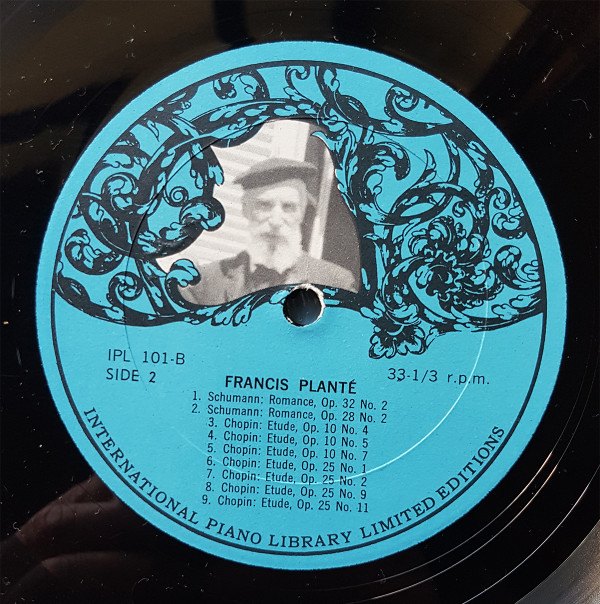 IPL 101-B
SIDE 2
33-1/3 r.p.m.
FRANCIS PLANTÉ
1. Schumann: Romance, Op. 32 No. 2
2. Schumann: Romance, Op. 28 No. 2
3. Chopin: Etude, Op. 10 No. 4
4. Chopin: Etude, Op. 10 No. 5
5. Chopin: Etude, Op. 10 No. 7
6. Chopin: Etude, Op. 25 No. 1
7. Chopin: Etude, Op. 25 No. 2
8. Chopin: Etude, Op. 25 No. 9
9. Chopin: Etude, Op. 25 No. 11
INTERNATIONAL PIANO LIBRARY LIMITED EDITIONS